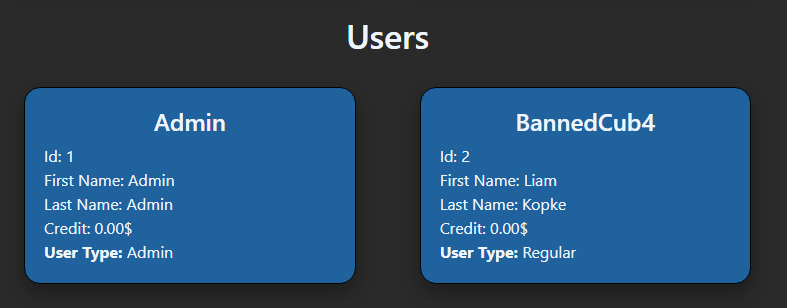 Users
Admin
Id: 1
First Name: Admin
Last Name: Admin
Credit: 0.00$
User Type: Admin
BannedCub4
Id: 2
First Name: Liam
Last Name: Kopke
Credit: 0.00$
User Type: Regular